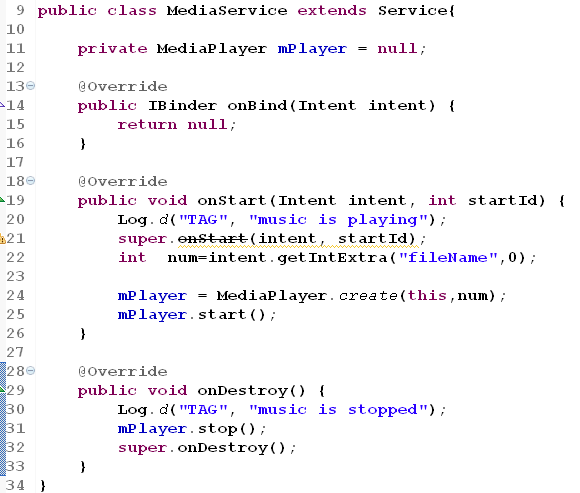 9 public class MediaService extends Service{
10
11     private MediaPlayer mPlayer = null;
12
13     @Override
14     public IBinder onBind(Intent intent) {
15         return null;
16     }
17
18     @Override
19     public void onStart(Intent intent, int startId) {
20         Log.d("TAG", "music is playing");
21         super.onStart(intent, startId);
22         int  num=intent.getIntExtra("fileName",0);
23
24         mPlayer = MediaPlayer.create(this,num);
25         mPlayer.start();
26     }
27
28     @Override
29     public void onDestroy() {
30         Log.d("TAG", "music is stopped");
31         mPlayer.stop();
32         super.onDestroy();
33     }
34 }